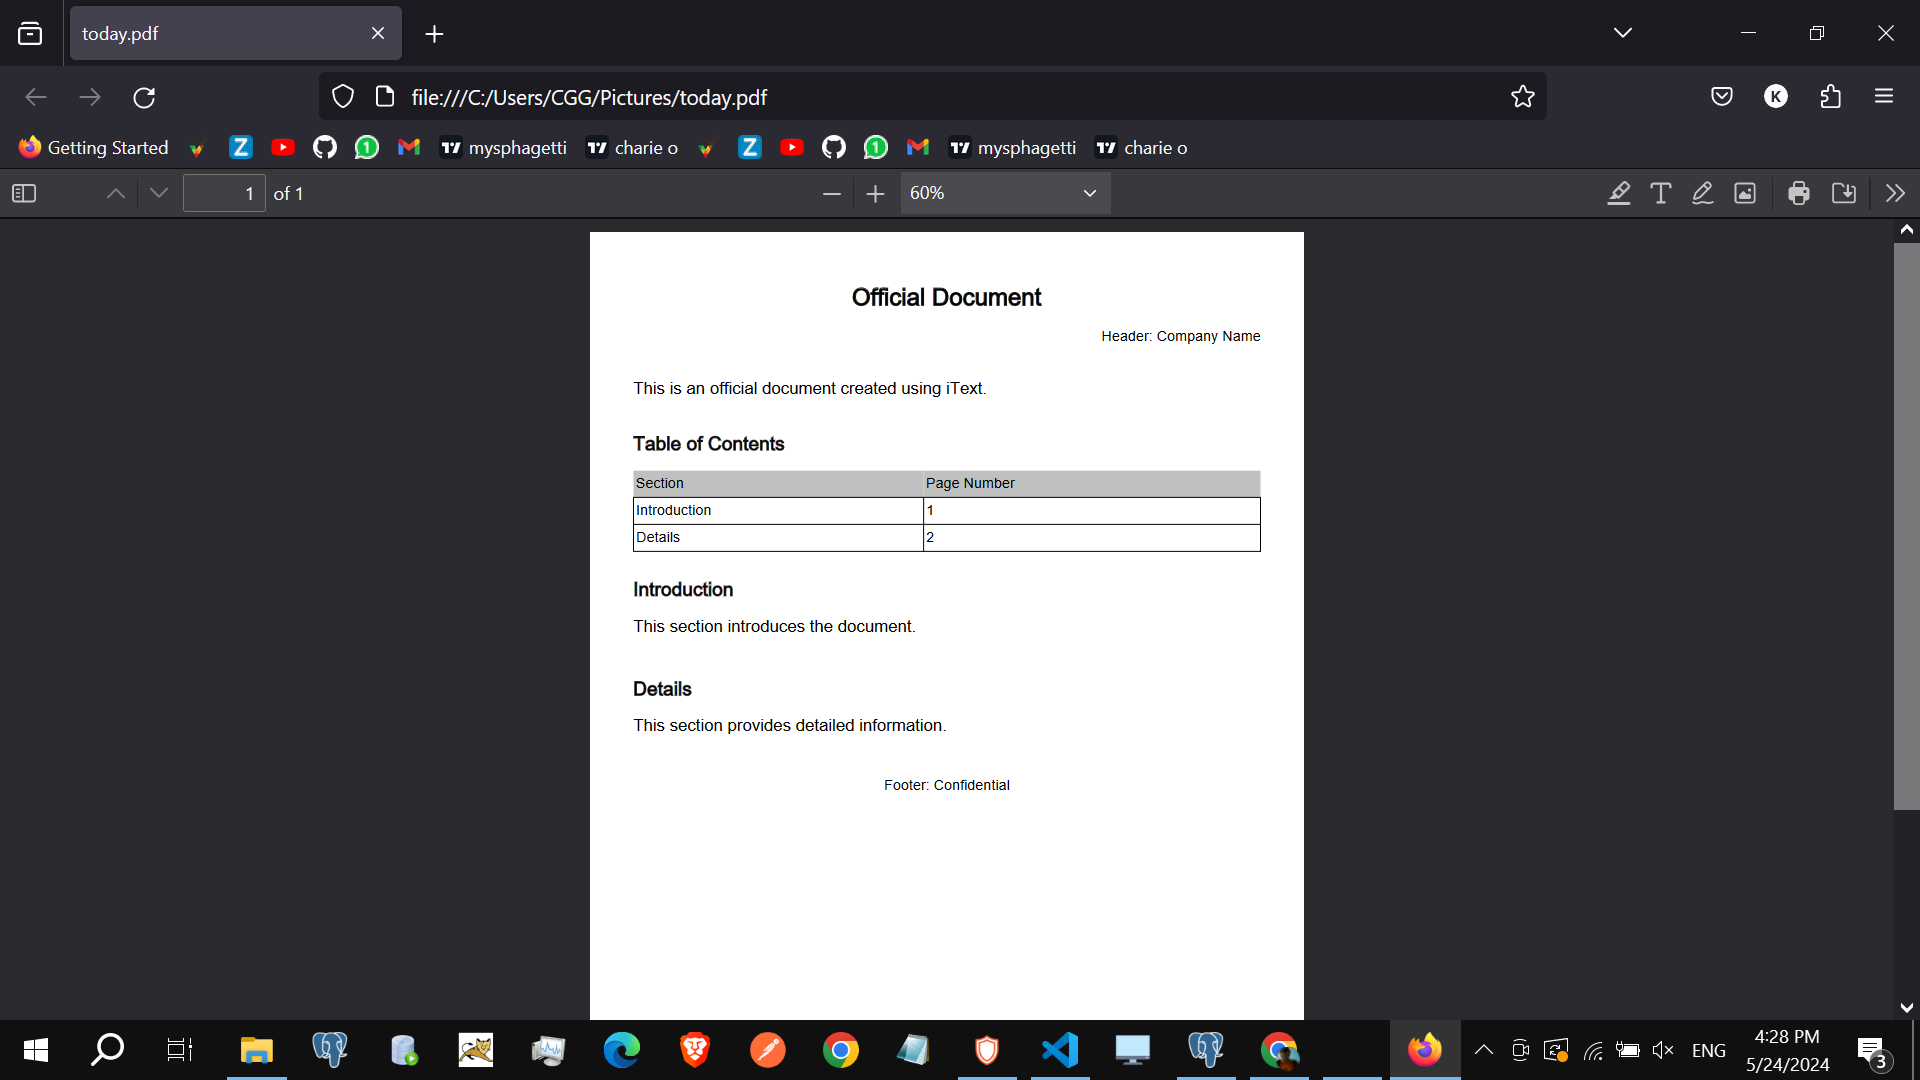 today.pdf
file:///C:/Users/CGG/Pictures/today.pdf
K
Getting Started
Z
1
mysphagetti
charie o
Z
1
mysphagetti
charie o
1 of 1
60%
Official Document
Header: Company Name
This is an official document created using iText.
Table of Contents
Section Page Number
Introduction 1
Details 2
Introduction
This section introduces the document.
Details
This section provides detailed information.
Footer: Confidential
ENG
4:28 PM
5/24/2024
3